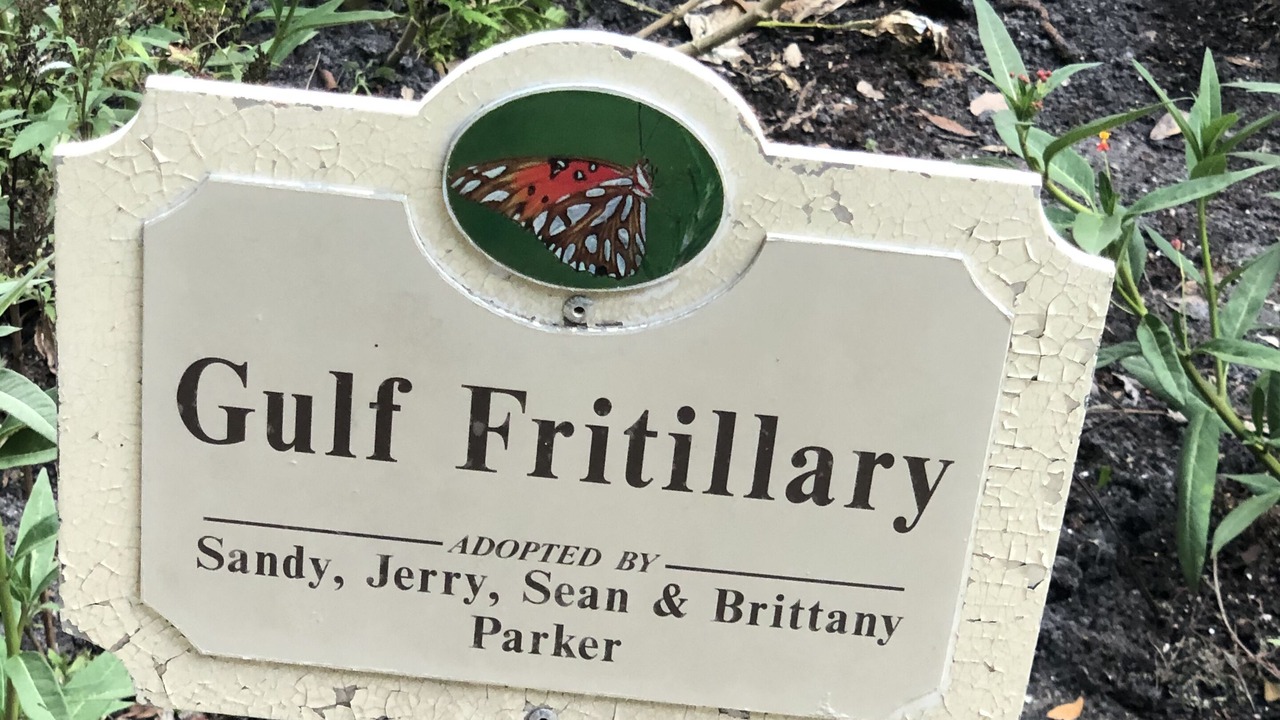 Gulf Fritillary
ADOPTED BY
Sandy, Jerry, Sean & Brittany
Parker